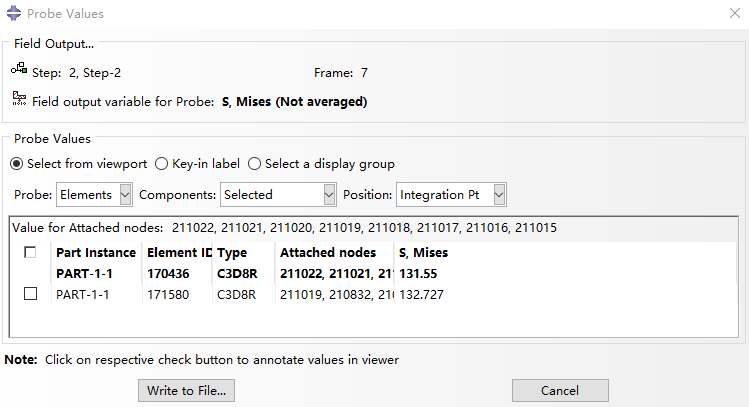 Probe Values
Field Output...
Step: 2, Step-2 Frame: 7
Field output variable for Probe: S, Mises (Not averaged)
Probe Values
Select from viewport Key-in label Select a display group
Probe: Elements Components: Selected Position: Integration Pt
Value for Attached nodes: 211022, 211021, 211020, 211019, 211018, 211017, 211016, 211015
Part Instance Element ID Type Attached nodes S, Mises
PART-1-1 170436 C3D8R 211022, 211021, 21 131.55
PART-1-1 171580 C3D8R 211019, 210832, 210 132.727
Note: Click on respective check button to annotate values in viewer
Write to File... Cancel